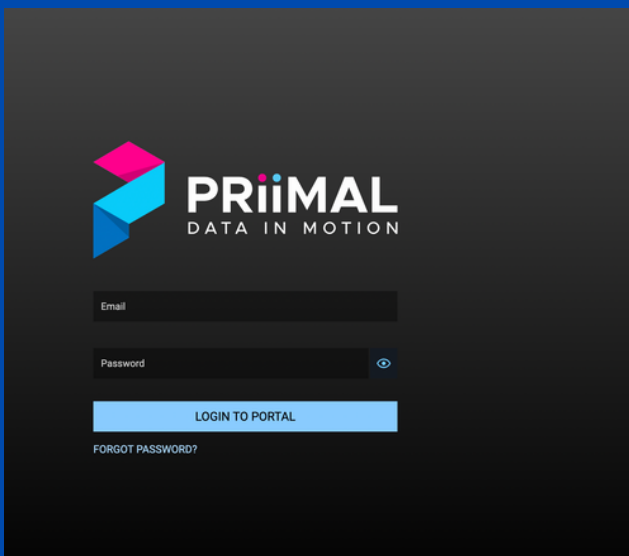 PRiiMAL
DATA IN MOTION
Email
Password
LOGIN TO PORTAL
FORGOT PASSWORD?